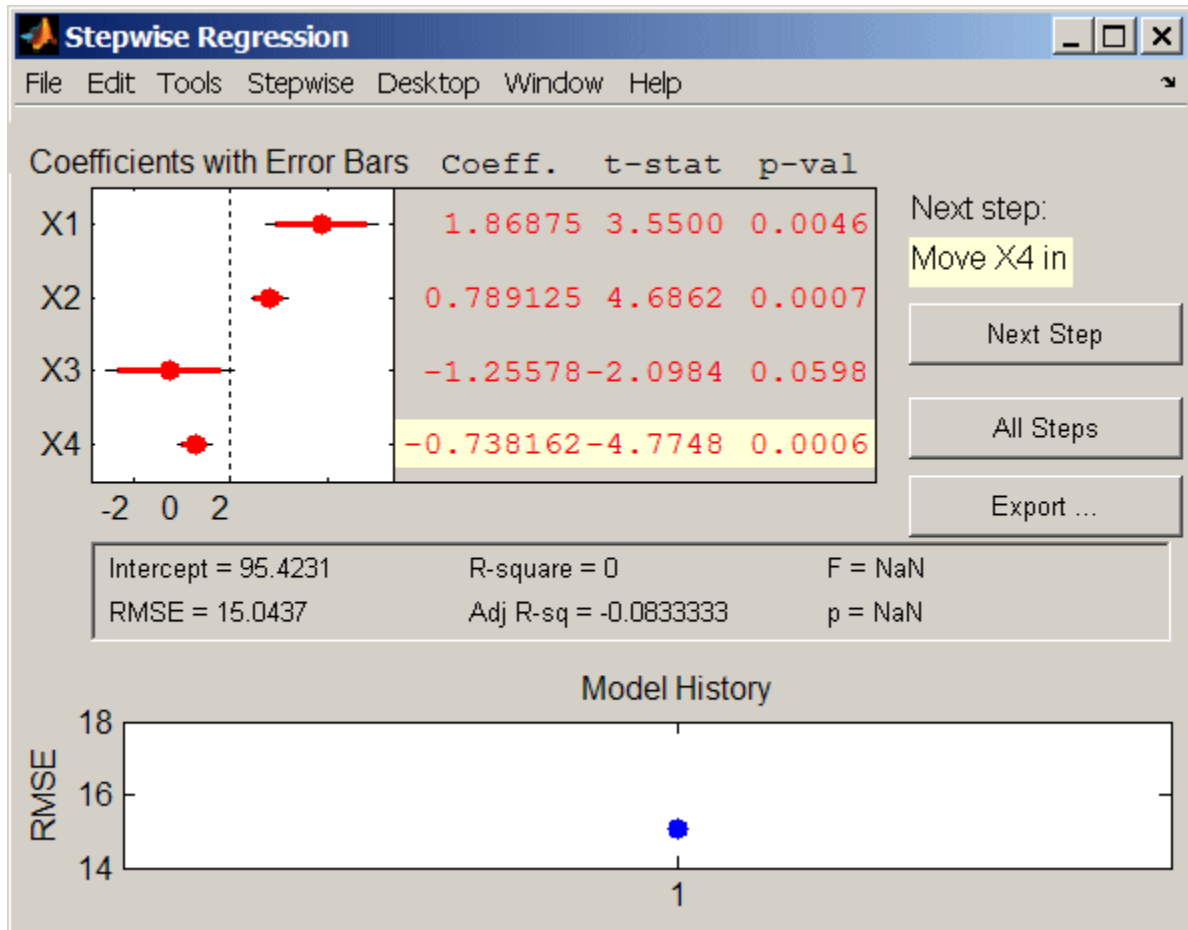 Stepwise Regression
File Edit Tools Stepwise Desktop Window Help
Coefficients with Error Bars Coeff. t-stat p-val
X1 1.86875 3.5500 0.0046
X2 0.789125 4.6862 0.0007
X3 -1.25578 -2.0984 0.0598
X4 -0.738162 -4.7748 0.0006
-2 0 2
Next step:
Move X4 in
Next Step
All Steps
Export ...
Intercept = 95.4231 R-square = 0 F = NaN
RMSE = 15.0437 Adj R-sq = -0.0833333 p = NaN
Model History
RMSE
18
16
14
1